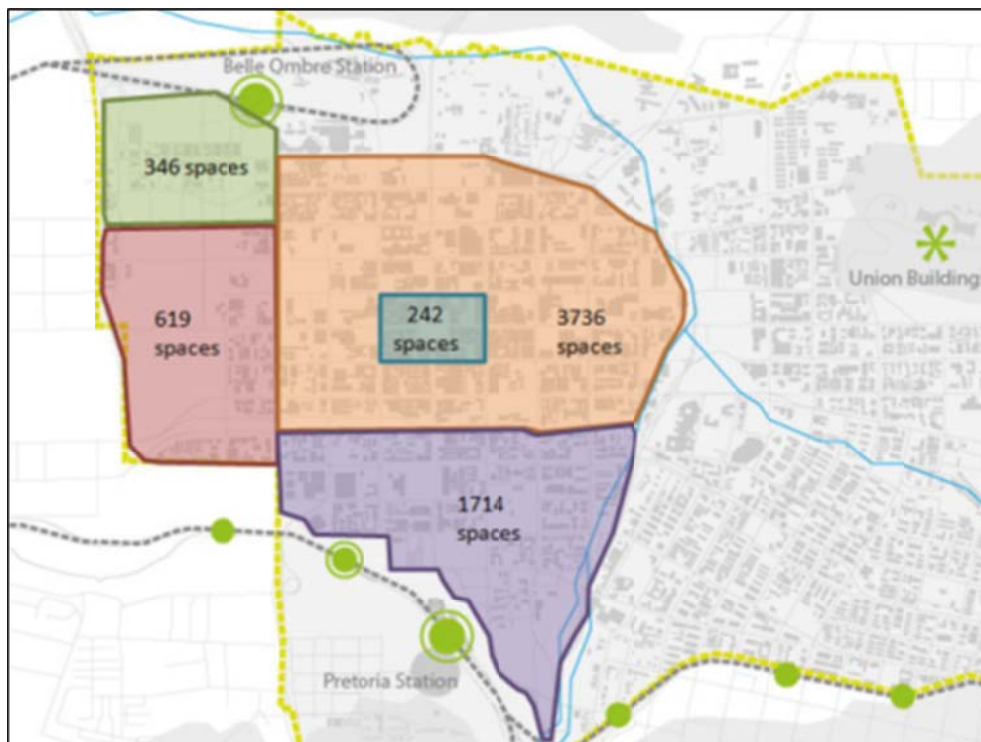 Belle Ombre Station
346 spaces
619
spaces
242
spaces
3736
spaces
Union Building
1714
spaces
Pretoria Station